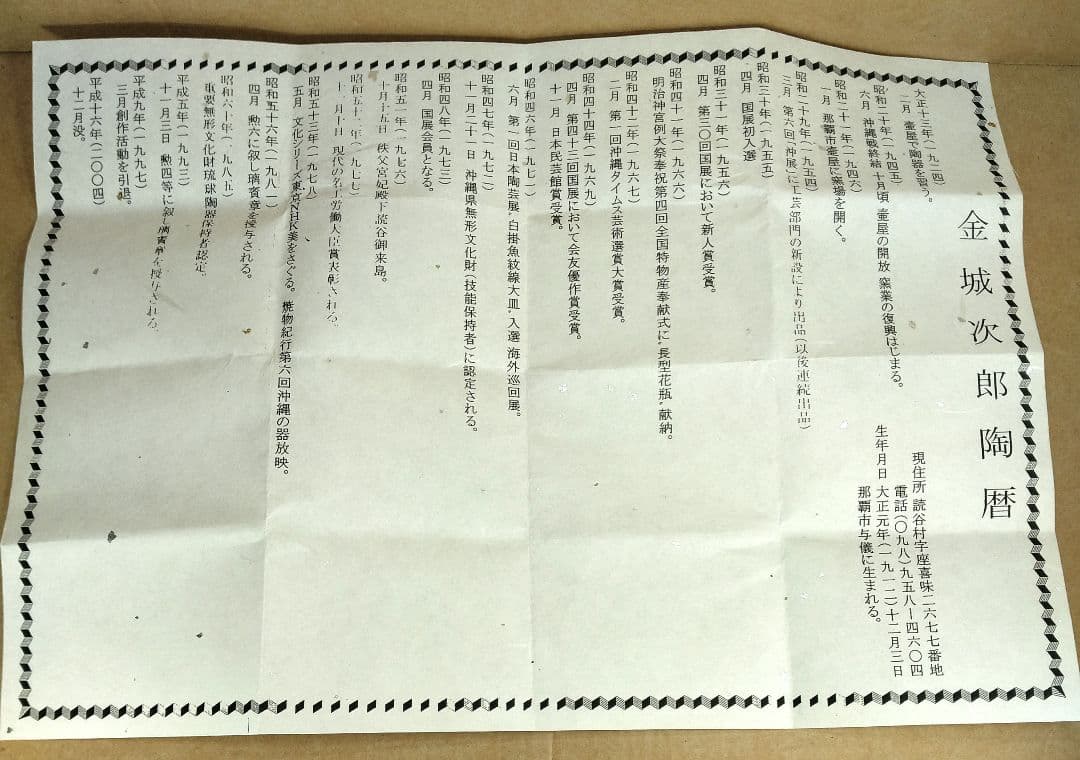 金城次郎陶暦
現住所 読谷村字座喜味二六七七番地
電話(〇九八)九五八ー四六〇四
生年月日 大正元年(一九一二)十二月三日
那覇市与儀に生まれる。
大正十三年(一九二四)
二月 壷屋で陶器を習う。
昭和二十年(一九四五)
六月 沖縄戦終結 十月頃 壷屋の開放 窯業の復興はじまる。
昭和二十一年(一九四六)
一月 那覇市壷屋に窯場を開く。
昭和二十九年(一九五四)
三月 第六回「沖展」に工芸部門の新設により出品(以後連続出品)
昭和三十年(一九五五)
四月 国展初入選
昭和三十一年(一九五六)
四月 第三〇回国展において新人賞受賞。
昭和四十一年(一九六六)
明治神宮例大祭奉祝第四回全国特物産奉献式に〝長型花瓶〟献納。
昭和四十二年(一九六七)
二月 第一回沖縄タイムス芸術選賞大賞受賞。
昭和四十四年(一九六九)
四月 第四十三回国展において会友優作賞受賞。
十一月 日本民芸館賞受賞。
昭和四六年(一九七一)
六月 第一回日本陶芸展〝白掛魚紋線大皿〟入選 海外巡回展。
昭和四七年(一九七二)
十一月二十一日 沖縄県無形文化財(技能保持者)に認定される。
昭和四八年(一九七三)
四月 国展会員となる。
昭和五一年(一九七六)
十月十五日 秩父宮妃殿下読谷御来島。
昭和五十二年(一九七七)
十一月十日 現代の名工労働大臣賞表彰される。
昭和五十三年(一九七八)
五月 文化シリーズ東京NHK美をさぐる。 焼物紀行第六回沖縄の器放映。
昭和五十六年(一九八一)
四月 勲六に叙し瑞宝章を授与される。
昭和六十年(一九八五)
重要無形文化財琉球陶器保持者認定。
平成五年(一九九三)
十一月三日 勲四等に叙し瑞宝章を授与される。
平成九年(一九九七)
三月創作活動を引退。
平成十六年(二〇〇四)
十二月没。